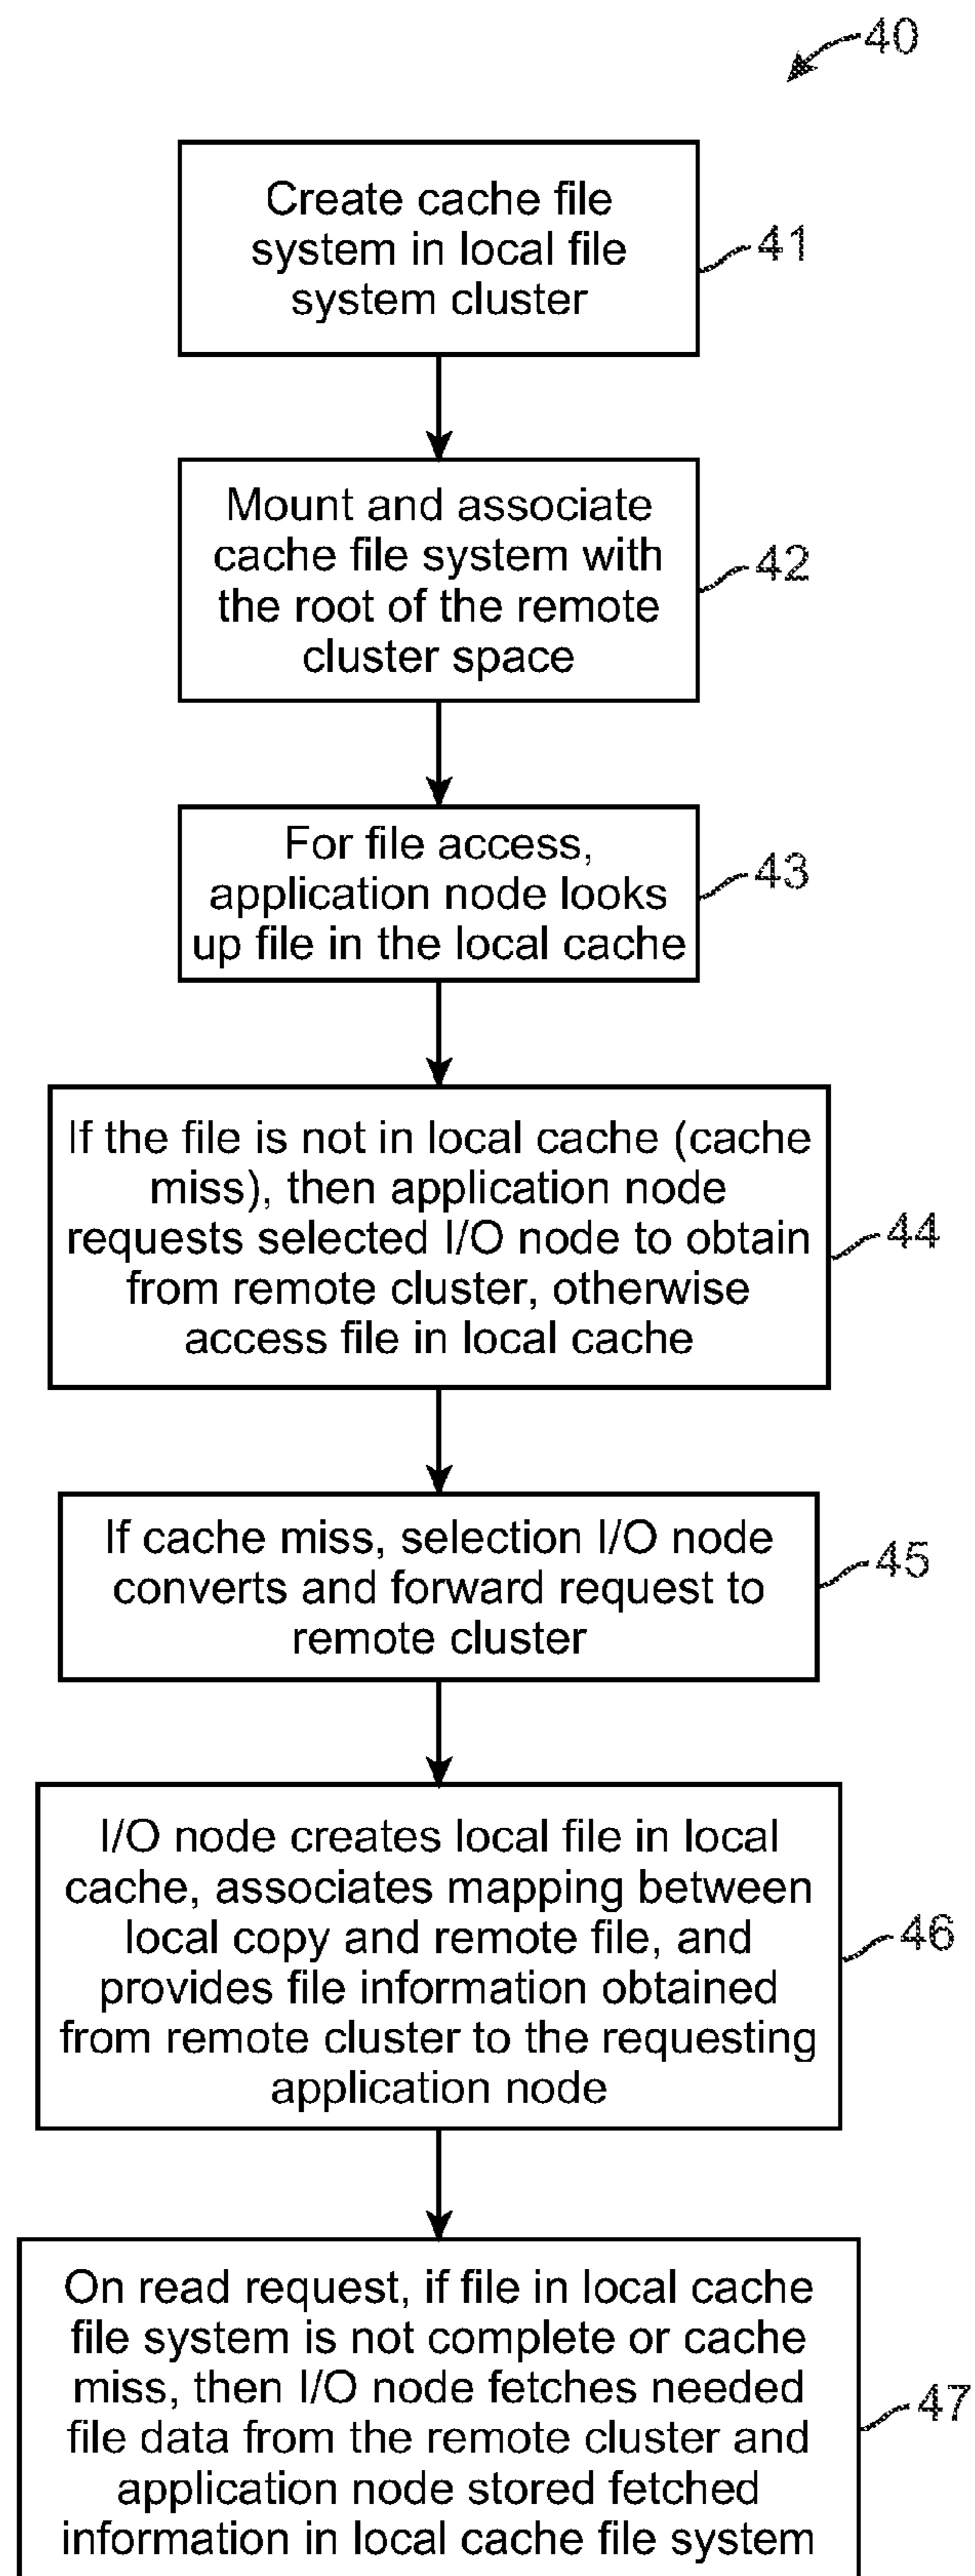 40
Create cache file
system in local file
system cluster
41
Mount and associate
cache file system with
the root of the remote
cluster space
42
For file access,
application node looks
up file in the local cache
43
If the file is not in local cache (cache
miss), then application node
requests selected I/O node to obtain
from remote cluster, otherwise
access file in local cache
44
If cache miss, selection I/O node
converts and forward request to
remote cluster
45
I/O node creates local file in local
cache, associates mapping between
local copy and remote file, and
provides file information obtained
from remote cluster to the requesting
application node
46
On read request, if file in local cache
file system is not complete or cache
miss, then I/O node fetches needed
file data from the remote cluster and
application node stored fetched
information in local cache file system
47